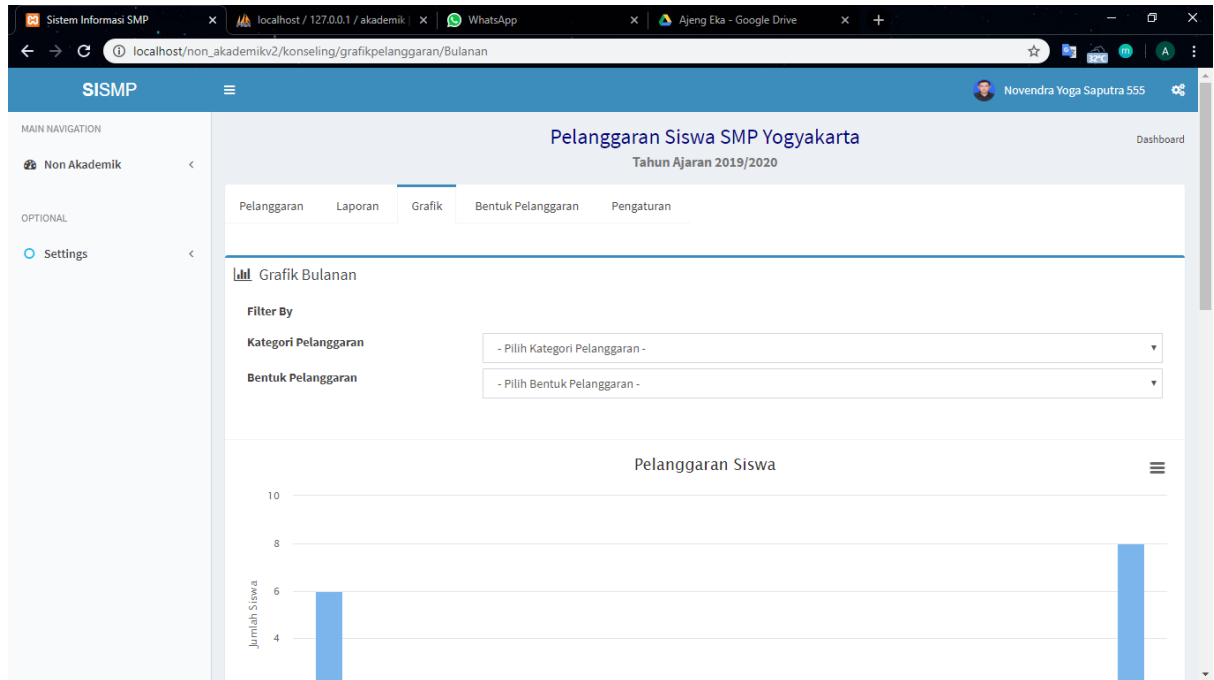 Sistem Informasi SMP
localhost / 127.0.0.1 / akademik |
WhatsApp
Ajeng Eka - Google Drive
localhost/non_akademikv2/konseling/grafikpelanggaran/Bulanan
32°C
m
A
SISMP
Novendra Yoga Saputra 555
MAIN NAVIGATION
Non Akademik
OPTIONAL
Settings
Pelanggaran Siswa SMP Yogyakarta
Tahun Ajaran 2019/2020
Dashboard
Pelanggaran Laporan Grafik Bentuk Pelanggaran Pengaturan
Grafik Bulanan
Filter By
Kategori Pelanggaran
- Pilih Kategori Pelanggaran -
Bentuk Pelanggaran
- Pilih Bentuk Pelanggaran -
Pelanggaran Siswa
Jumlah Siswa
10
8
6
4